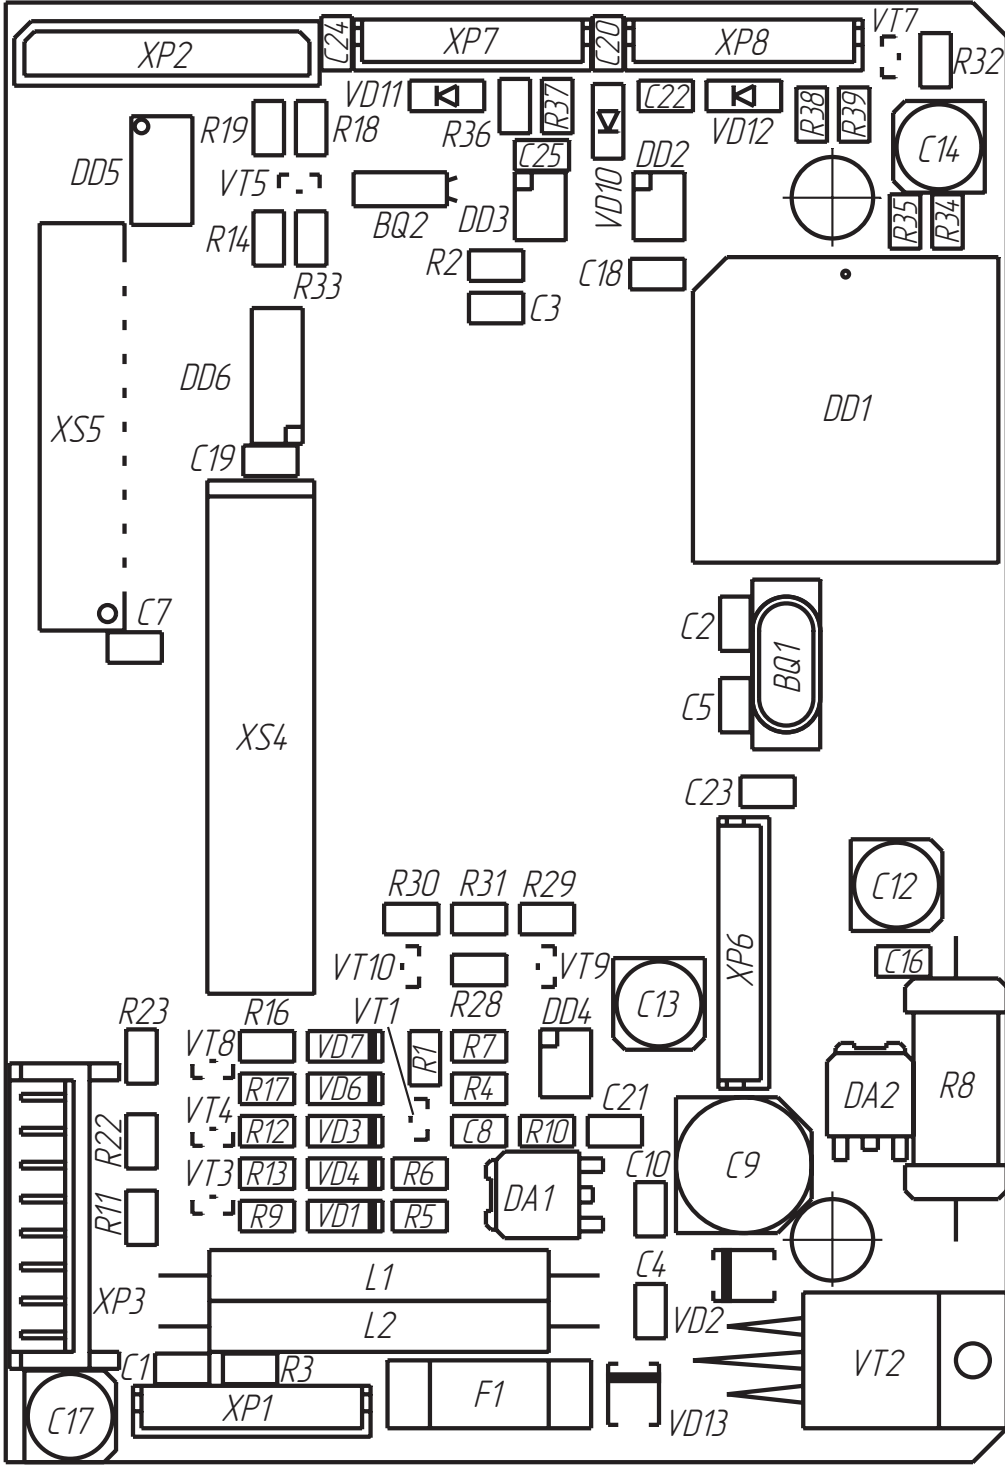 XP2
C24
XP7
C20
XP8
VT7
R32
VD11
R36
R37
C22
VD12
R38
R39
C14
R19
R18
DD5
VT5
BQ2
C25
DD3
VD10
DD2
R35
R34
R14
R33
R2
C18
C3
DD6
XS5
DD1
C19
C7
C2
BQ1
C5
XS4
C23
R30
R31
R29
C12
XP6
VT10
VT9
C16
R23
R16
VT1
R28
DD4
C13
VT8
VD7
R1
R7
R17
VD6
R4
DA2
R8
VT4
R22
R12
VD3
C8
R10
C21
VT3
R13
VD4
R6
C10
C9
R11
R9
VD1
R5
DA1
L1
C4
XP3
L2
VD2
VT2
C1
R3
XP1
F1
C17
VD13